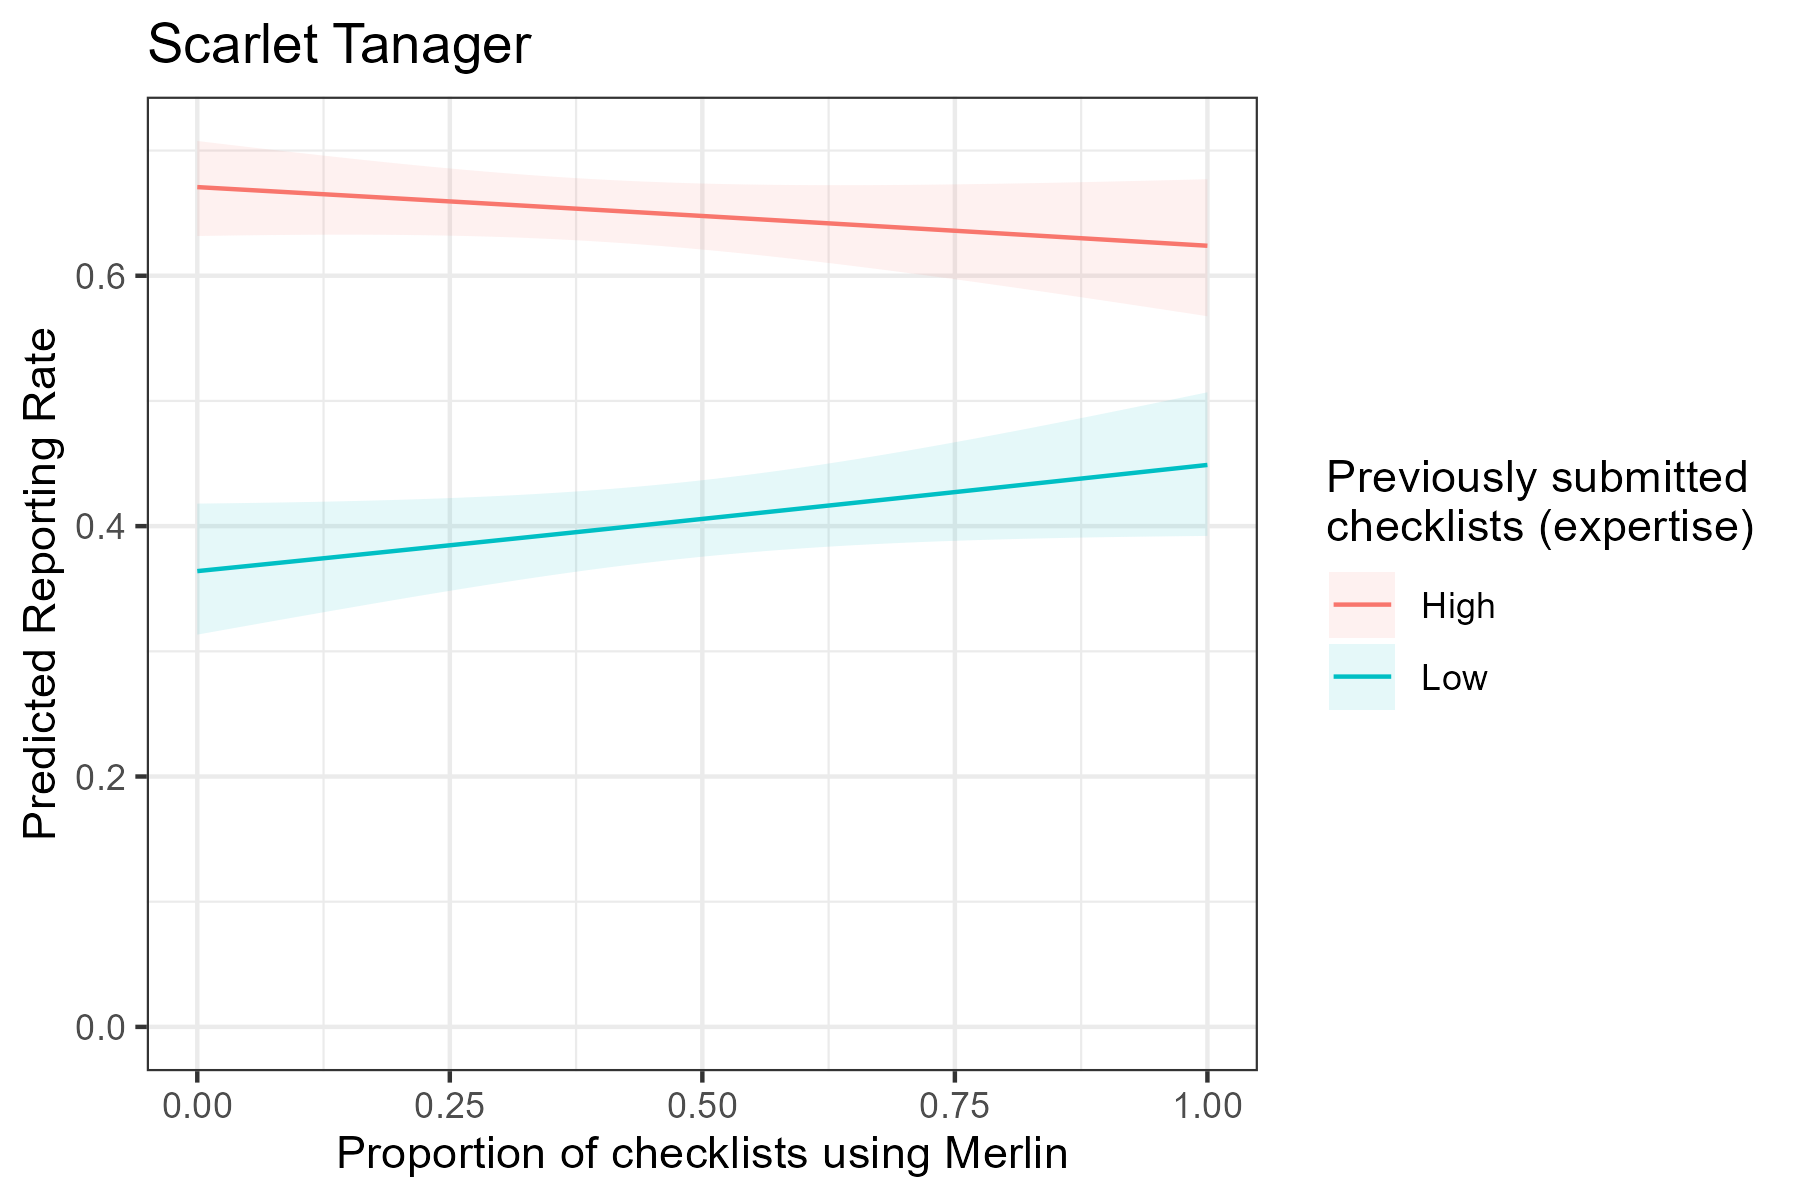 Scarlet Tanager
Predicted Reporting Rate
0.6
0.4
0.2
0.0
0.00 0.25 0.50 0.75 1.00
Proportion of checklists using Merlin
Previously submitted
checklists (expertise)
High
Low